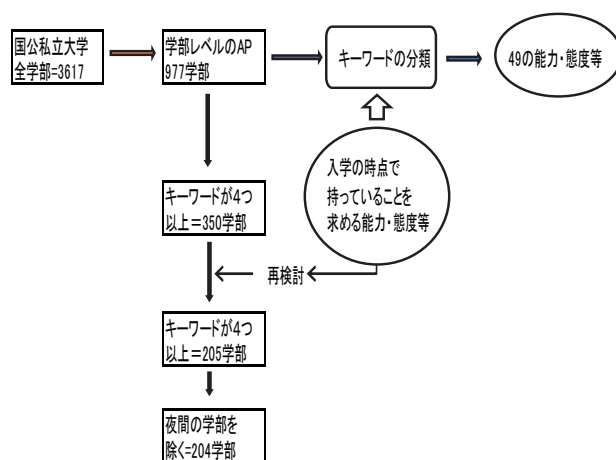 国公私立大学
全学部=3617
学部レベルのAP
977学部
キーワードの分類
49の能力・態度等
入学の時点で
持っていることを
求める能力・態度等
キーワードが4つ
以上=350学部
再検討
キーワードが4つ
以上=205学部
夜間の学部を
除く=204学部